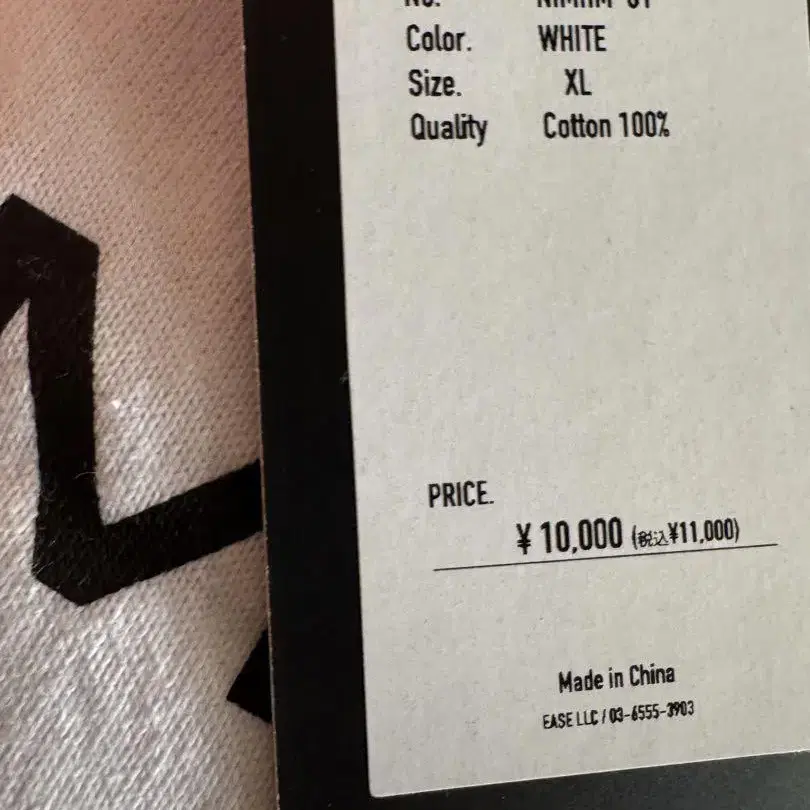 No.
Color. WHITE
Size. XL
Quality Cotton 100%
PRICE.
¥ 10,000 (税込¥11,000)
Made in China
EASE LLC / 03-6555-3903